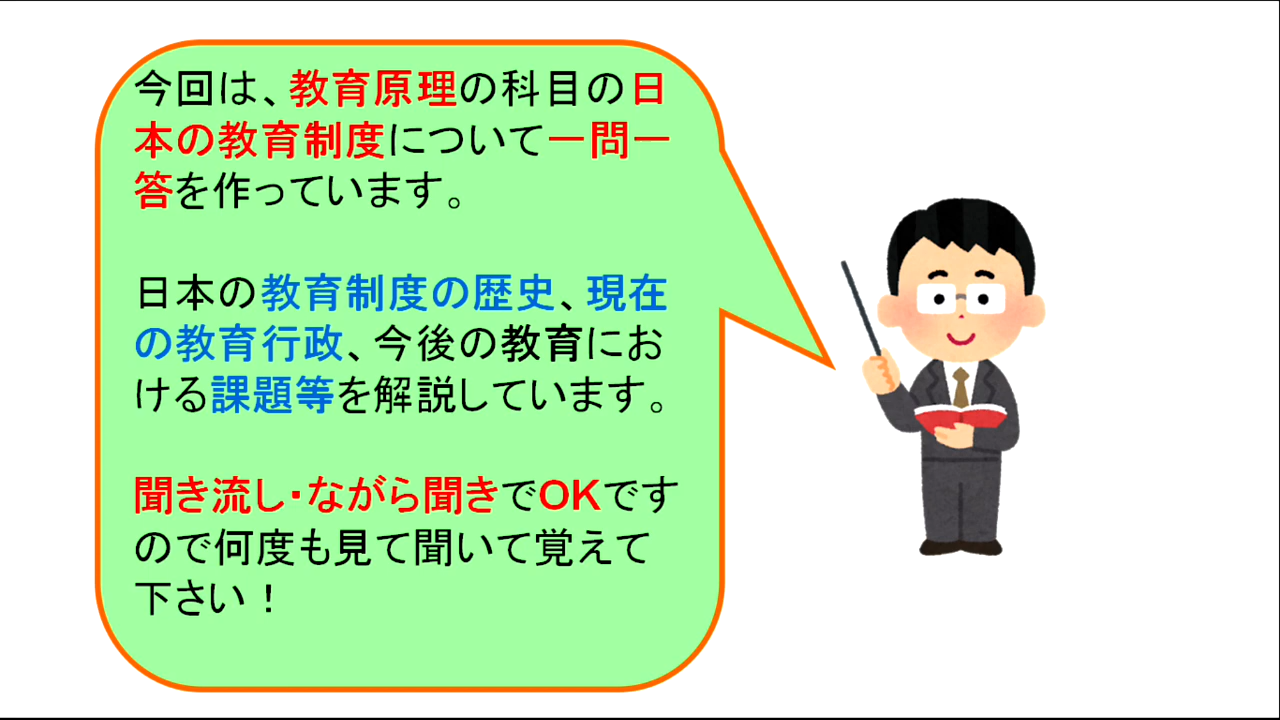 今回は、教育原理の科目の日
本の教育制度について一問一
答を作っています。
日本の教育制度の歴史、現在
の教育行政、今後の教育にお
ける課題等を解説しています。
聞き流し・ながら聞きでOKです
ので何度も見て聞いて覚えて
下さい！